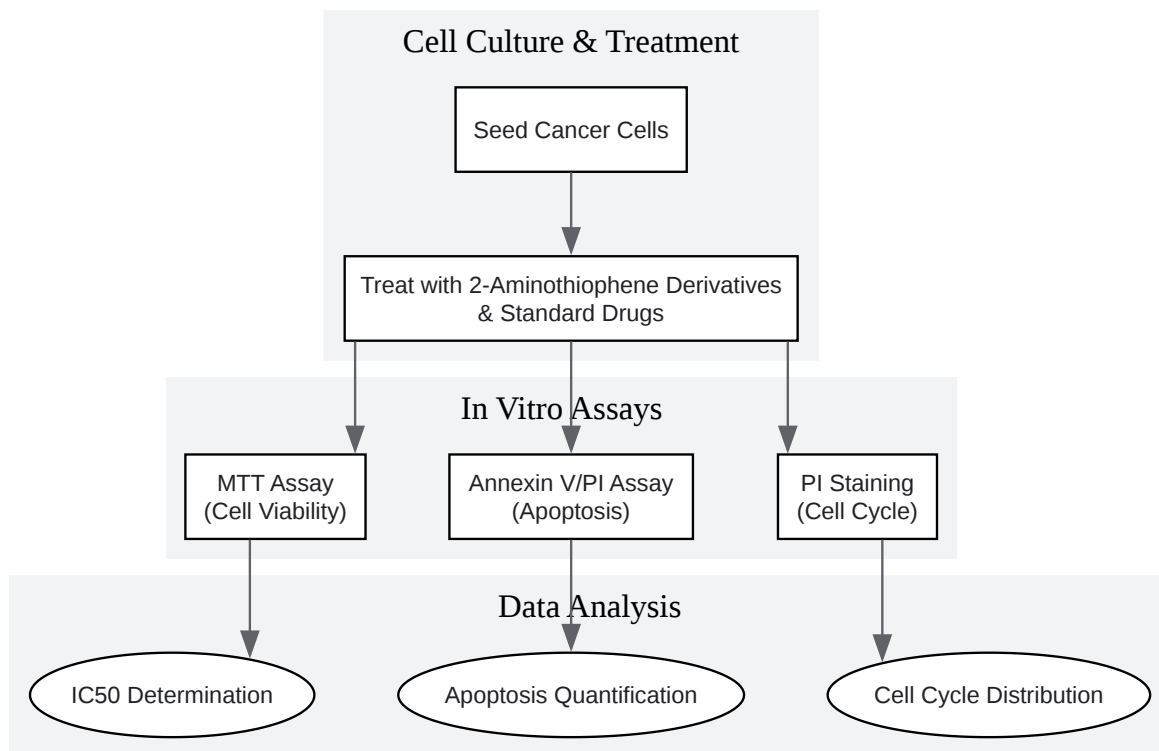 Cell Culture & Treatment
Seed Cancer Cells
Treat with 2-Aminothiophene Derivatives
& Standard Drugs
In Vitro Assays
MTT Assay
(Cell Viability)
Annexin V/PI Assay
(Apoptosis)
PI Staining
(Cell Cycle)
Data Analysis
IC50 Determination
Apoptosis Quantification
Cell Cycle Distribution